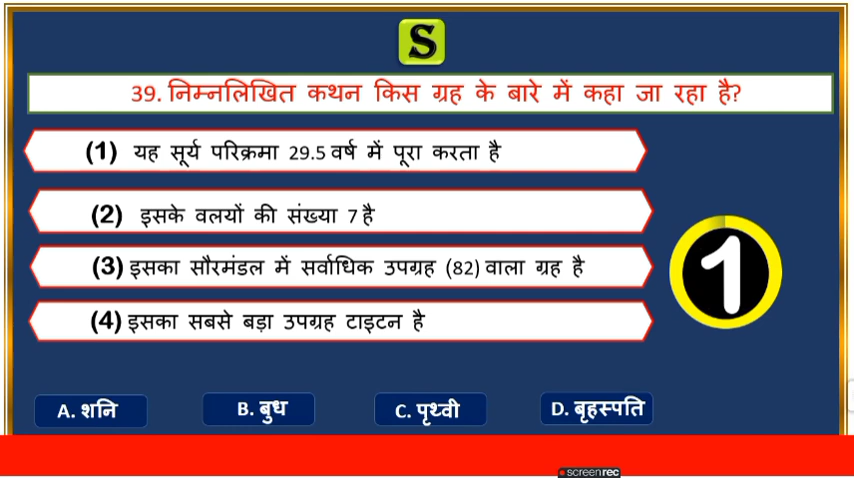 S
39. निम्नलिखित कथन किस ग्रह के बारे में कहा जा रहा है?
(1) यह सूर्य परिक्रमा 29.5 वर्ष में पूरा करता है
(2) इसके वलयों की संख्या 7 है
(3) इसका सौरमंडल में सर्वाधिक उपग्रह (82) वाला ग्रह है
(4) इसका सबसे बड़ा उपग्रह टाइटन है
1
A. शनि B. बुध C. पृथ्वी D. बृहस्पति
screenrec